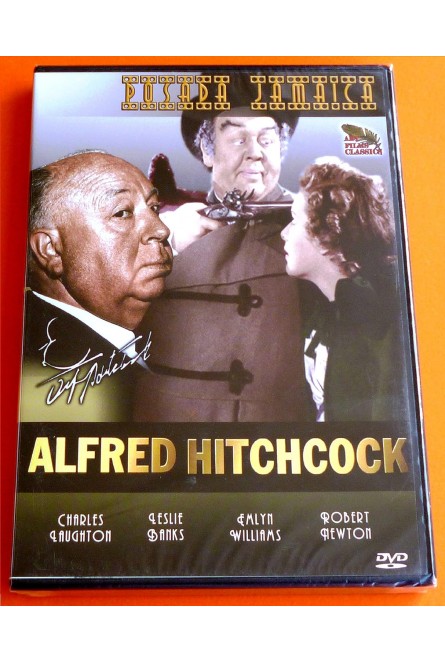 POSADA JAMAICA
FILMS
CLASSICS
ALFRED HITCHCOCK
CHARLES LAUGHTON
LESLIE BANKS
EMLYN WILLIAMS
ROBERT NEWTON
DVD